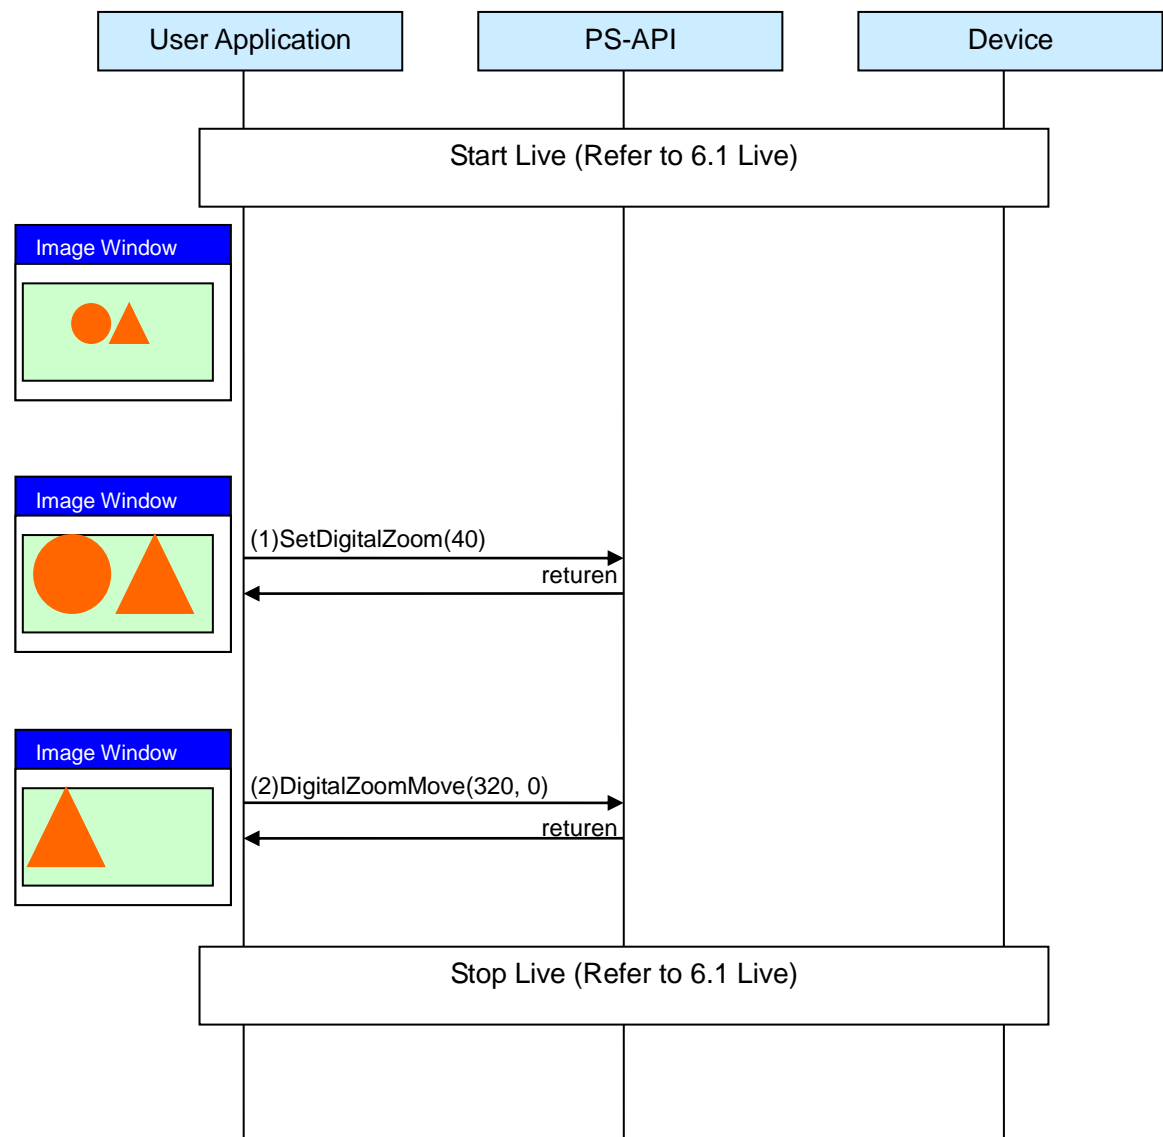 User Application
PS-API
Device
Start Live (Refer to 6.1 Live)
Image Window
Image Window
(1)SetDigitalZoom(40)
returen
Image Window
(2)DigitalZoomMove(320, 0)
returen
Stop Live (Refer to 6.1 Live)